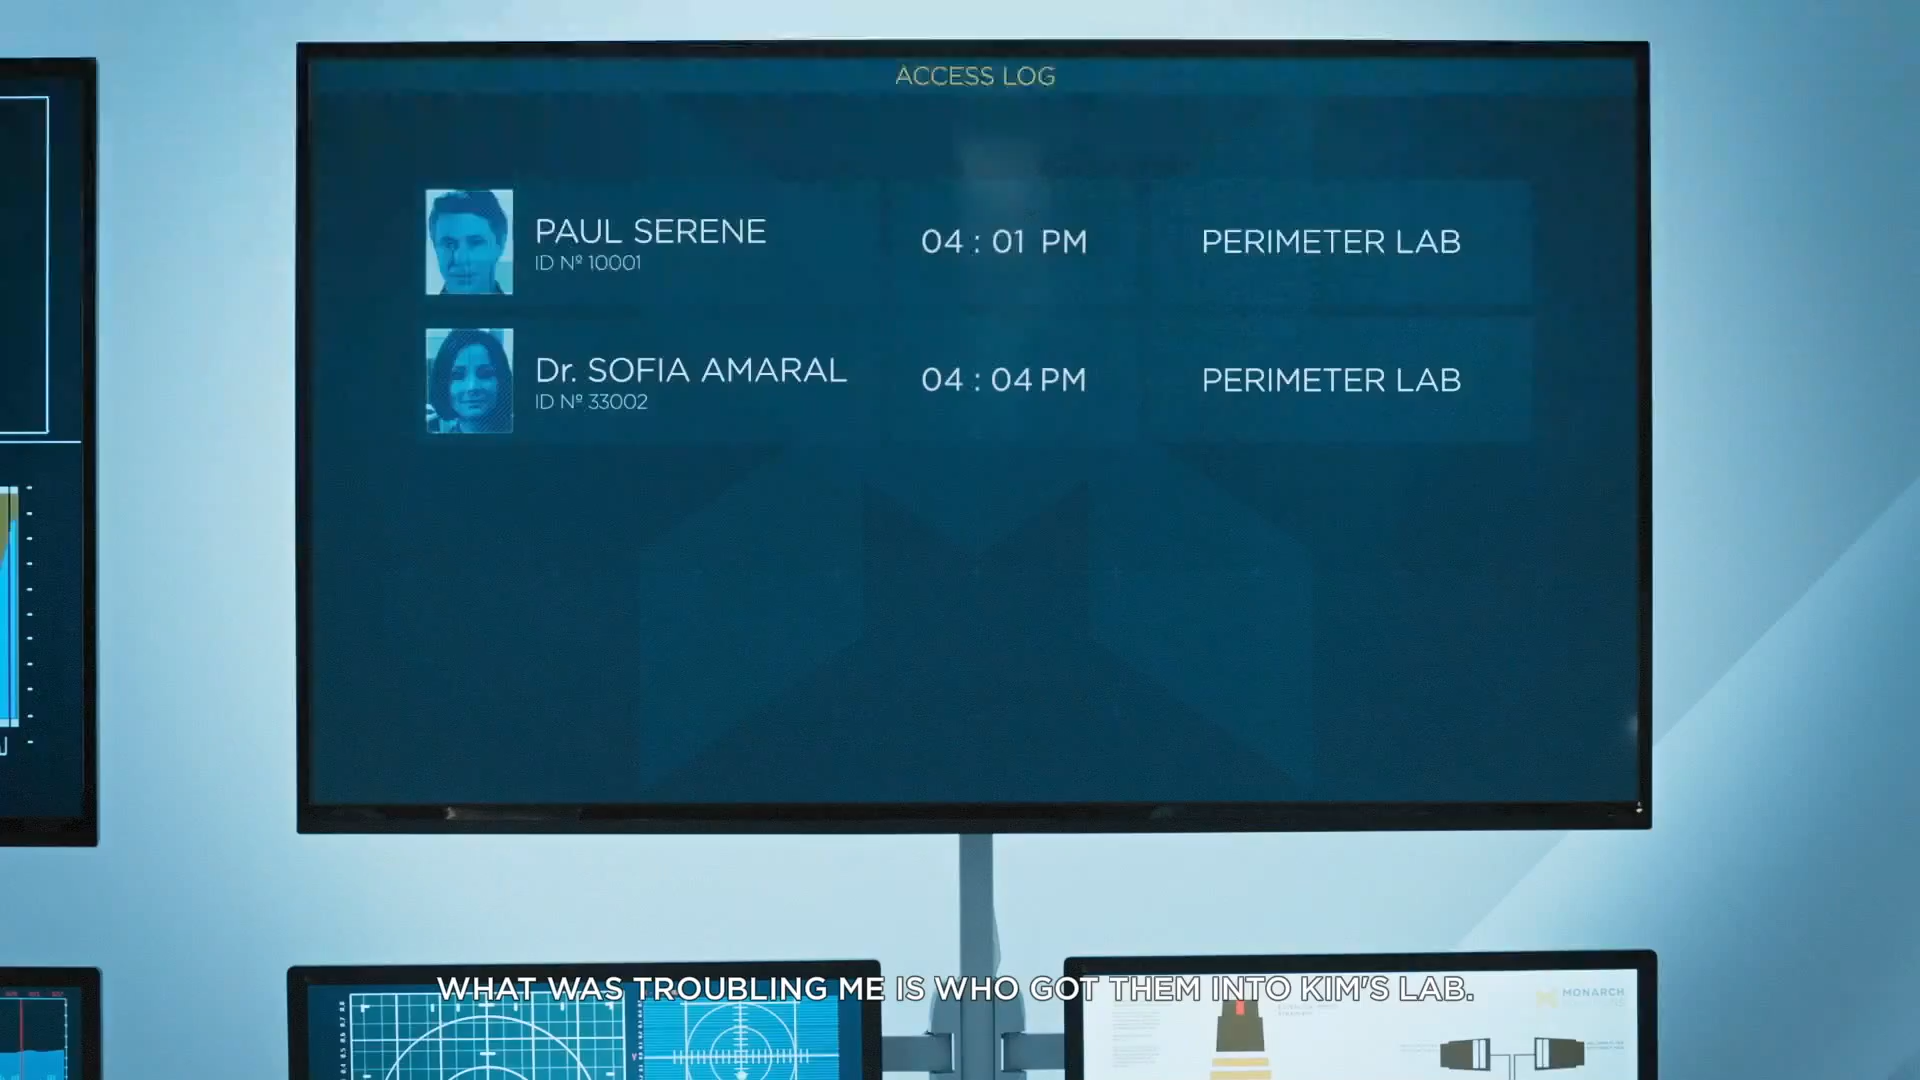 ACCESS LOG
PAUL SERENE
ID Nº 10001
04 : 01 PM
PERIMETER LAB
Dr. SOFIA AMARAL
ID Nº 33002
04 : 04 PM
PERIMETER LAB
WHAT WAS TROUBLING ME IS WHO GOT THEM INTO KIM'S LAB.
MONARCH